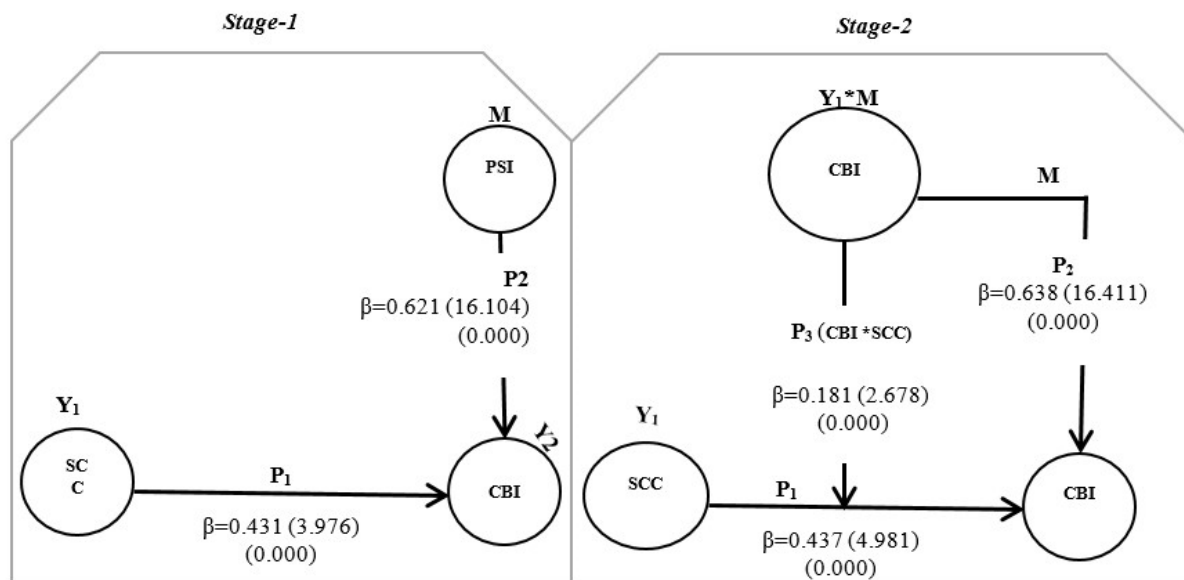 Stage-1
M
PSI
P2
β=0.621 (16.104)
(0.000)
Y1
SC
C
P1
β=0.431 (3.976)
(0.000)
Y2
CBI
Stage-2
Y1*M
CBI
M
P2
β=0.638 (16.411)
(0.000)
P3 (CBI *SCC)
β=0.181 (2.678)
(0.000)
Y1
SCC
P1
β=0.437 (4.981)
(0.000)
CBI